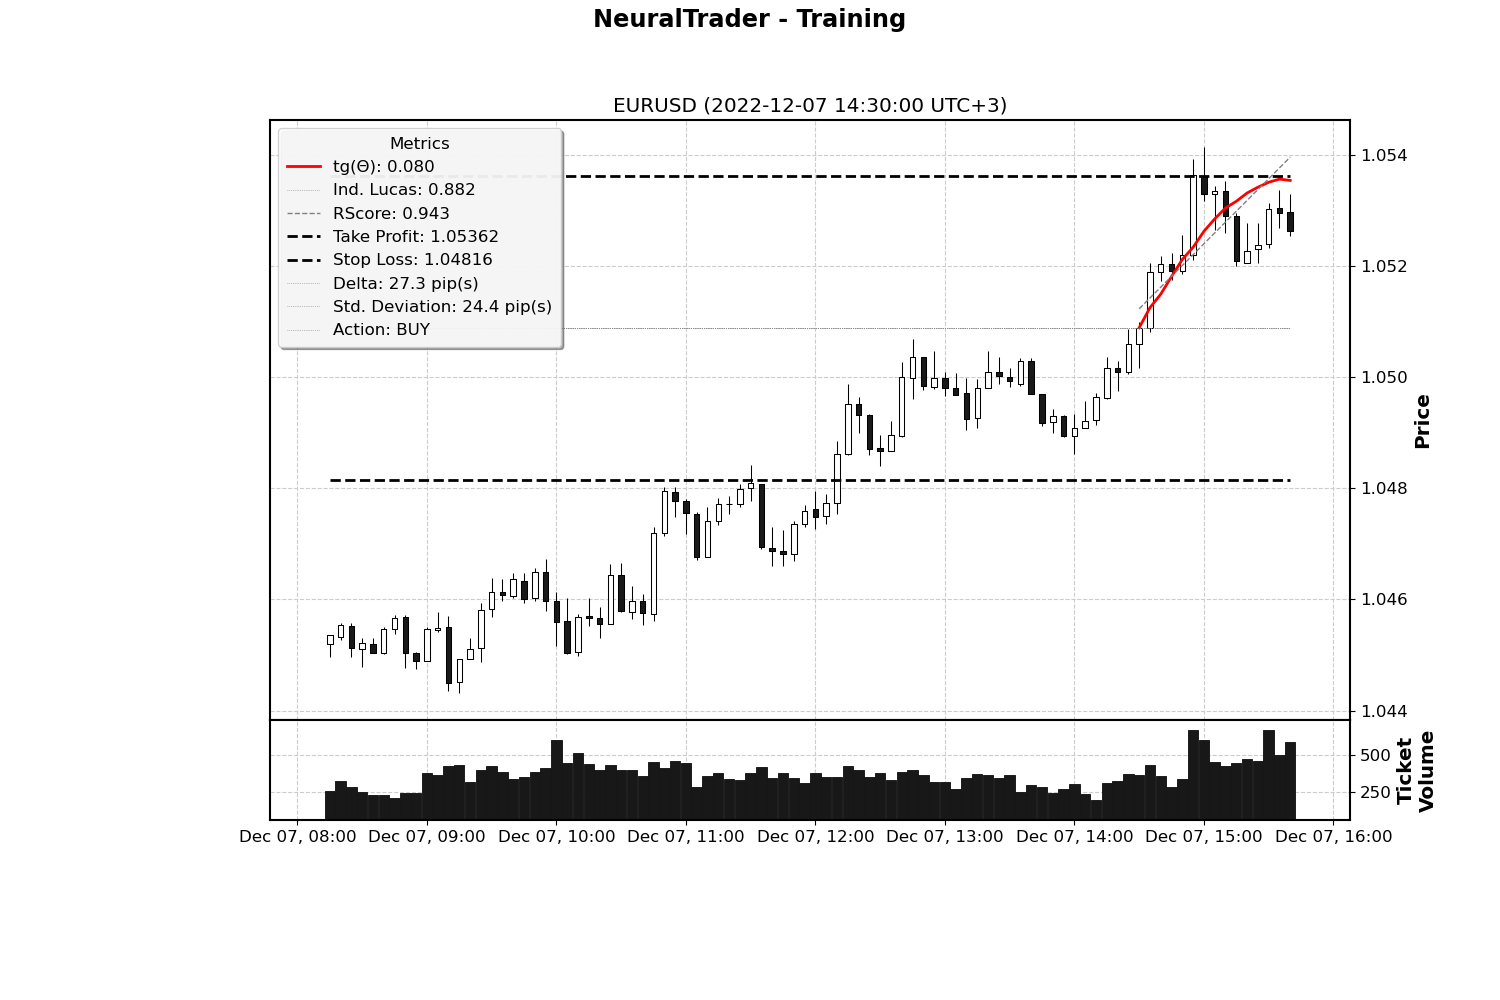 NeuralTrader - Training
EURUSD (2022-12-07 14:30:00 UTC+3)
Metrics
tg(Θ): 0.080
Ind. Lucas: 0.882
RScore: 0.943
Take Profit: 1.05362
Stop Loss: 1.04816
Delta: 27.3 pip(s)
Std. Deviation: 24.4 pip(s)
Action: BUY
1.054
1.052
1.050
1.048
1.046
1.044
Price
500
250
Ticket
Volume
Dec 07, 08:00 Dec 07, 09:00 Dec 07, 10:00 Dec 07, 11:00 Dec 07, 12:00 Dec 07, 13:00 Dec 07, 14:00 Dec 07, 15:00 Dec 07, 16:00